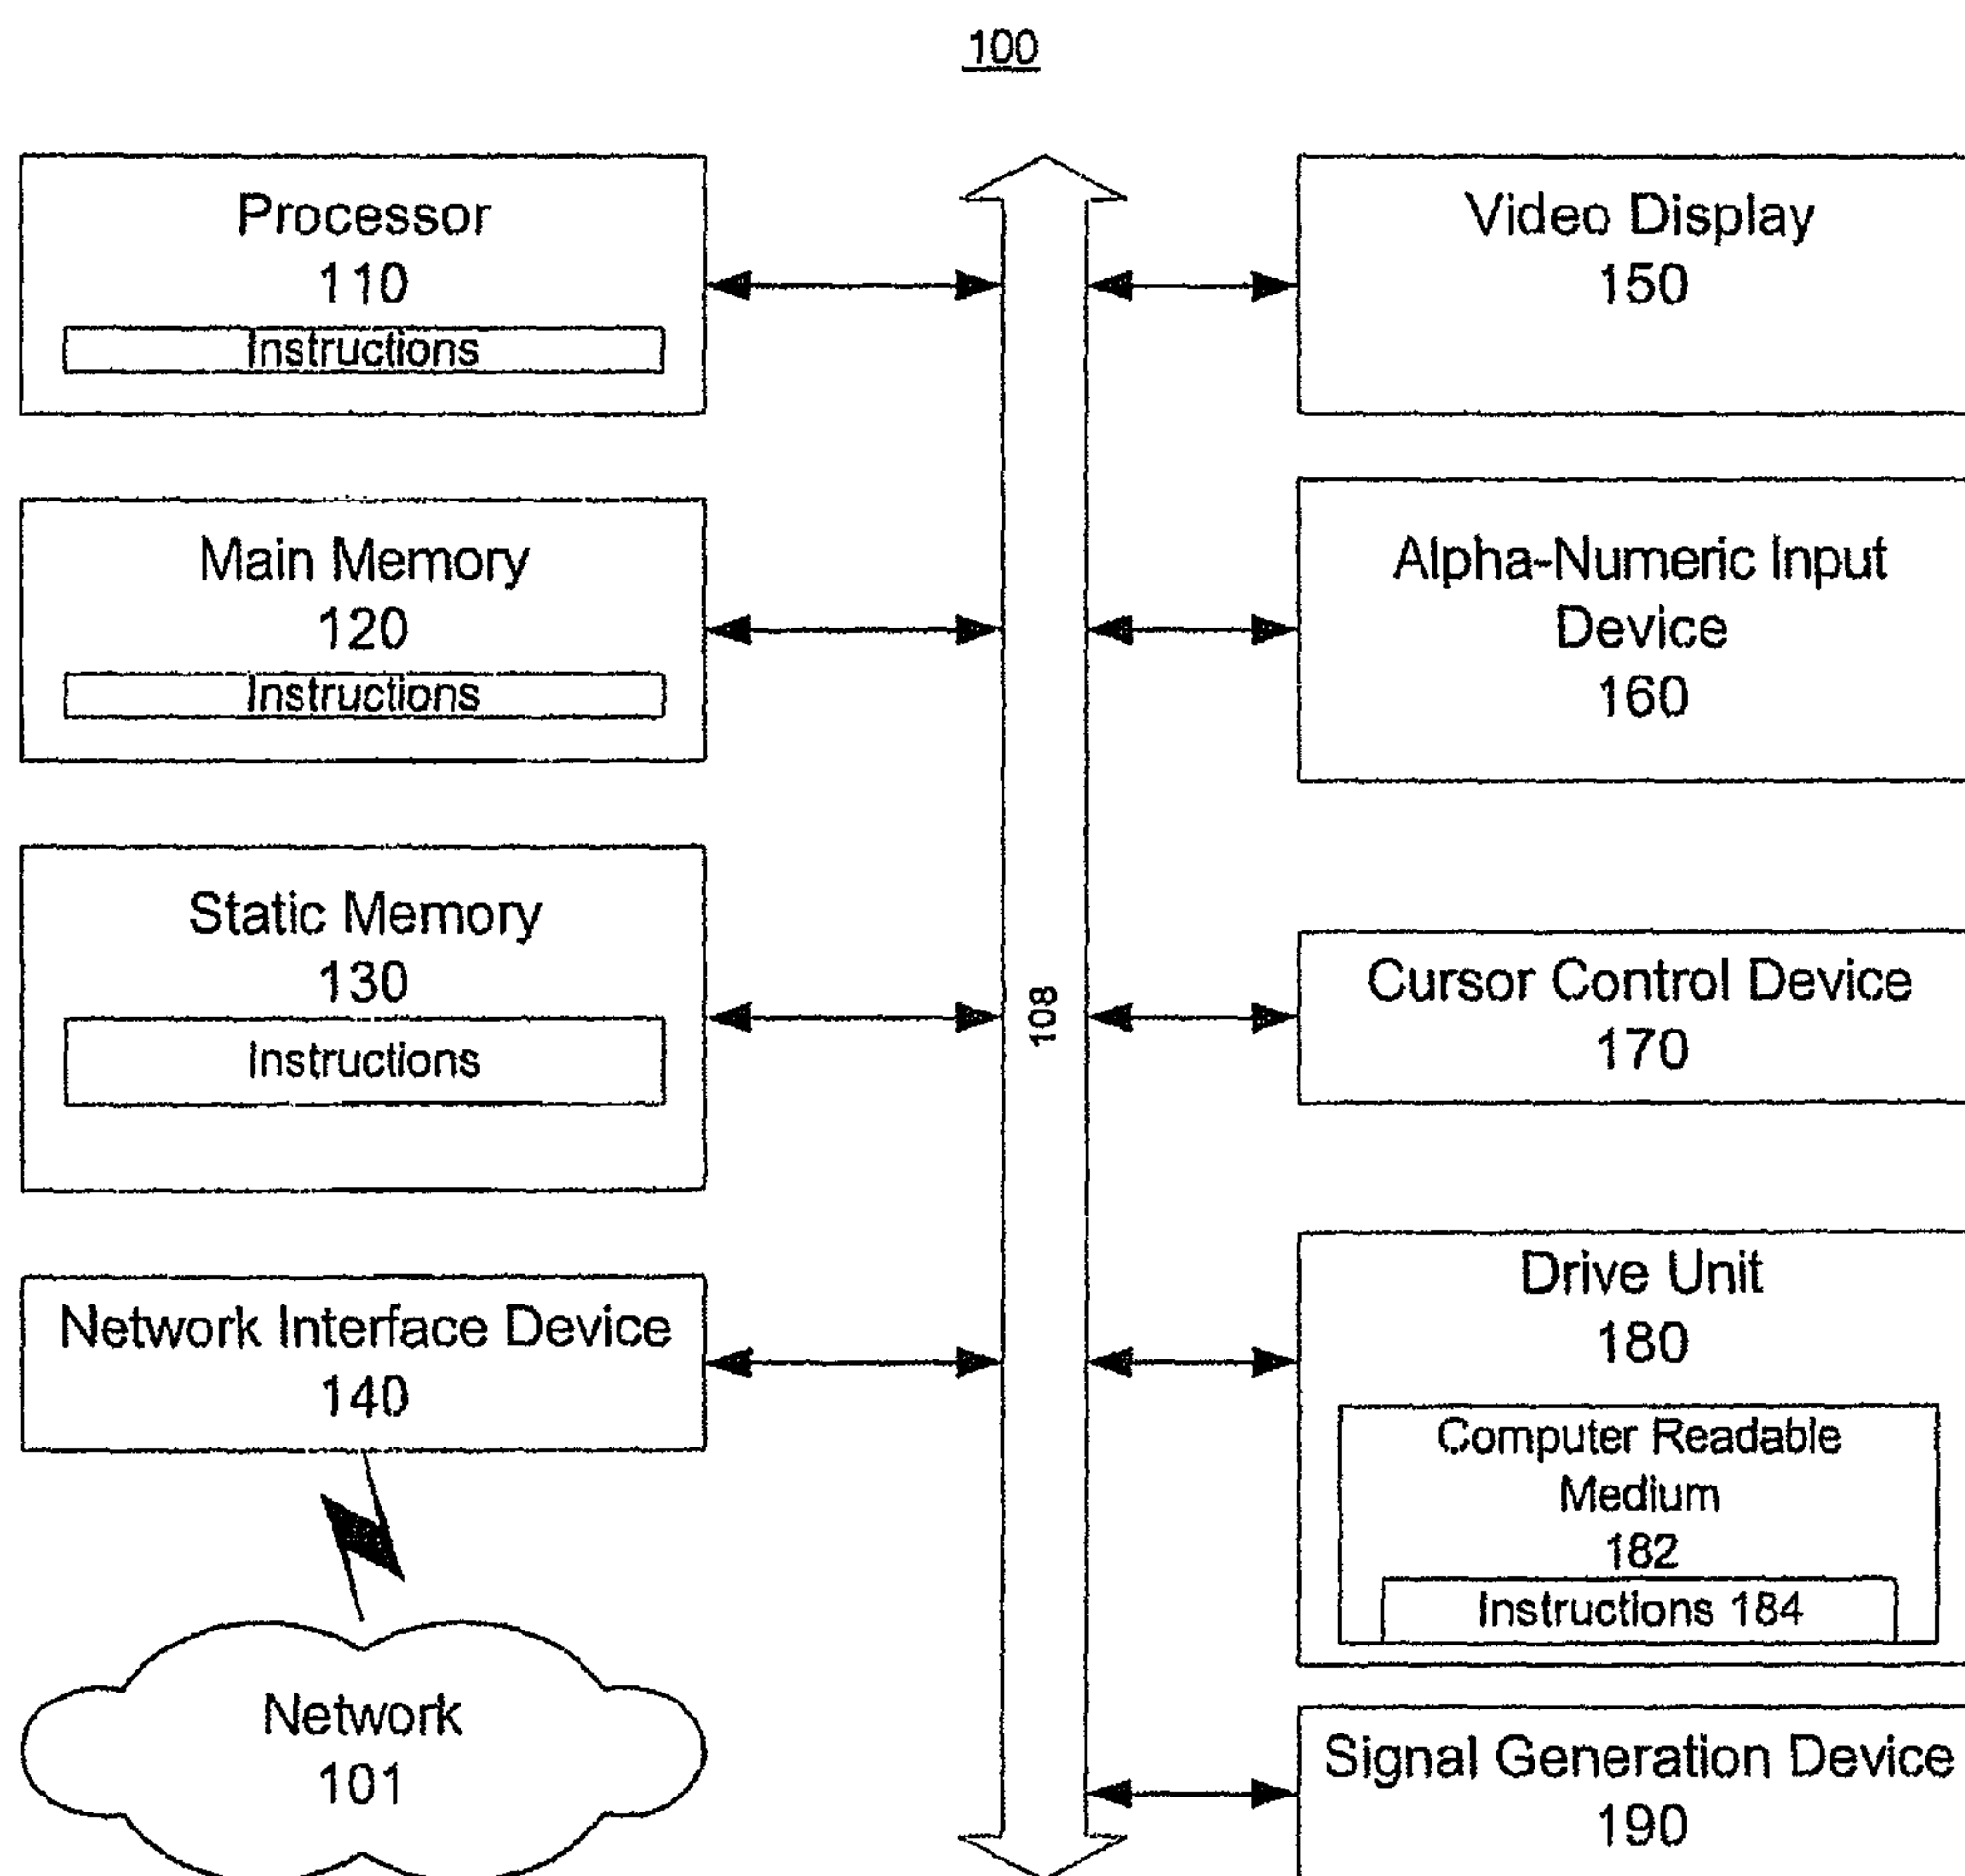 100
Processor
110
Instructions
Main Memory
120
Instructions
Static Memory
130
Instructions
Network Interface Device
140
Network
101
108
Video Display
150
Alpha-Numeric Input
Device
160
Cursor Control Device
170
Drive Unit
180
Computer Readable
Medium
182
Instructions 184
Signal Generation Device
190